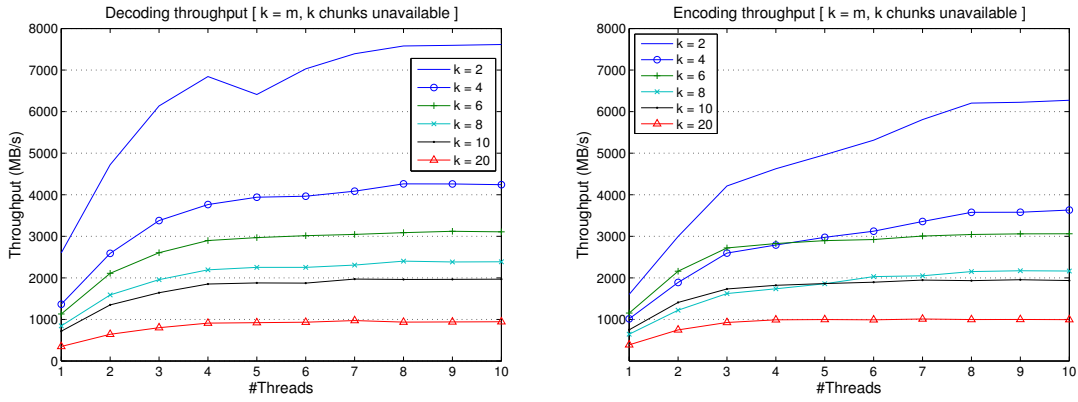 Decoding throughput [ k = m, k chunks unavailable ]
8000
7000
6000
5000
4000
3000
2000
1000
0
Throughput (MB/s)
k = 2
k = 4
k = 6
k = 8
k = 10
k = 20
1 2 3 4 5 6 7 8 9 10
#Threads
Encoding throughput [ k = m, k chunks unavailable ]
8000
7000
6000
5000
4000
3000
2000
1000
0
Throughput (MB/s)
k = 2
k = 4
k = 6
k = 8
k = 10
k = 20
1 2 3 4 5 6 7 8 9 10
#Threads